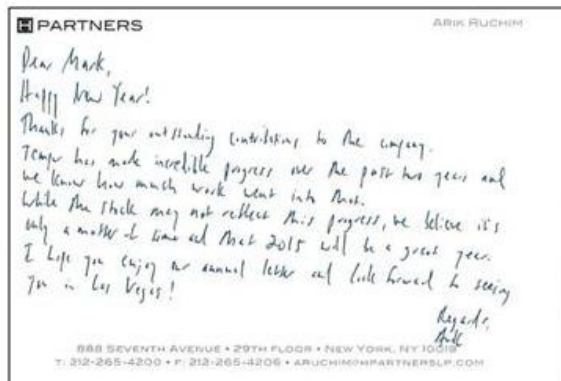 H PARTNERS
ARIK RUCHIM
Dear Mark,
Happy New Year!
Thanks for your outstanding contributions to the company.
Tempur has made incredible progress over the past two years and
we know how much work went into that.
While the stock may not reflect this progress, we believe it's
only a matter of time and that 2015 will be a great year.
I hope you enjoy our annual letter and look forward to seeing
you in Las Vegas!
Regards,
Arik
888 SEVENTH AVENUE • 29TH FLOOR • NEW YORK, NY 10019
T: 212-265-4200 • F: 212-265-4206 • ARUCHIM@HPARTNERSLP.COM